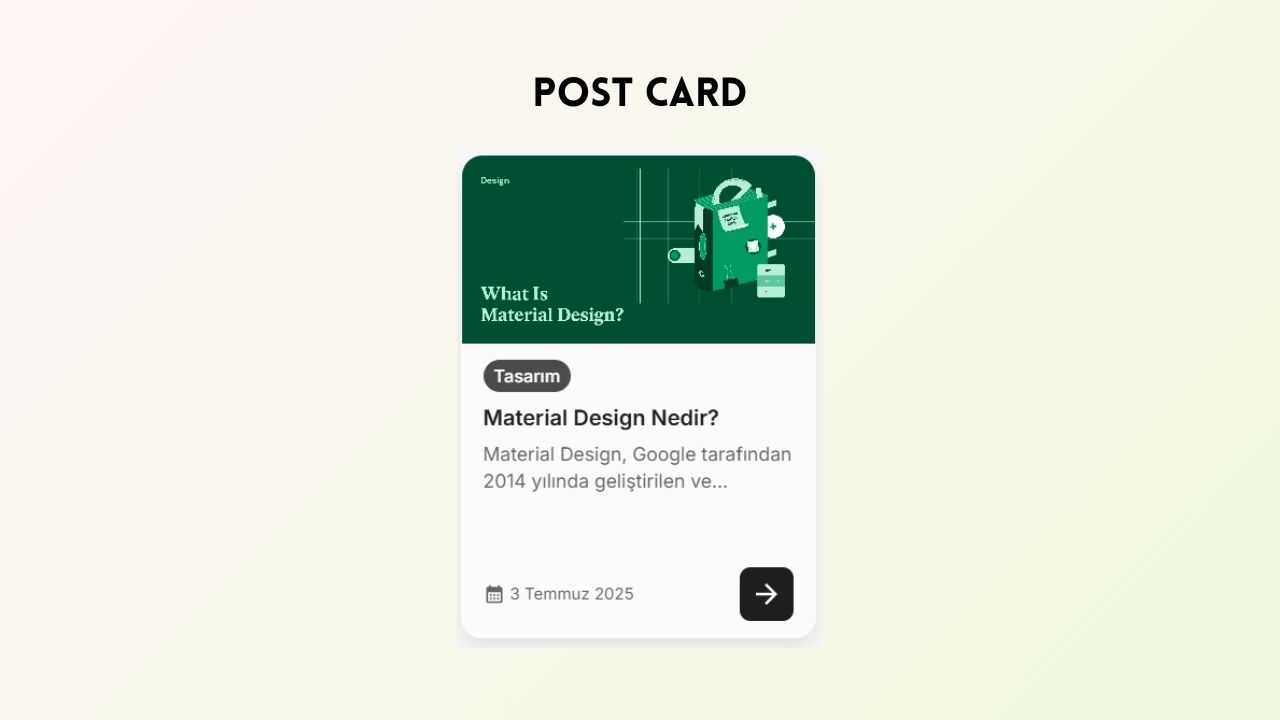 POST CARD
Design
What Is
Material Design?
Tasarım
Material Design Nedir?
Material Design, Google tarafından
2014 yılında geliştirilen ve...
3 Temmuz 2025